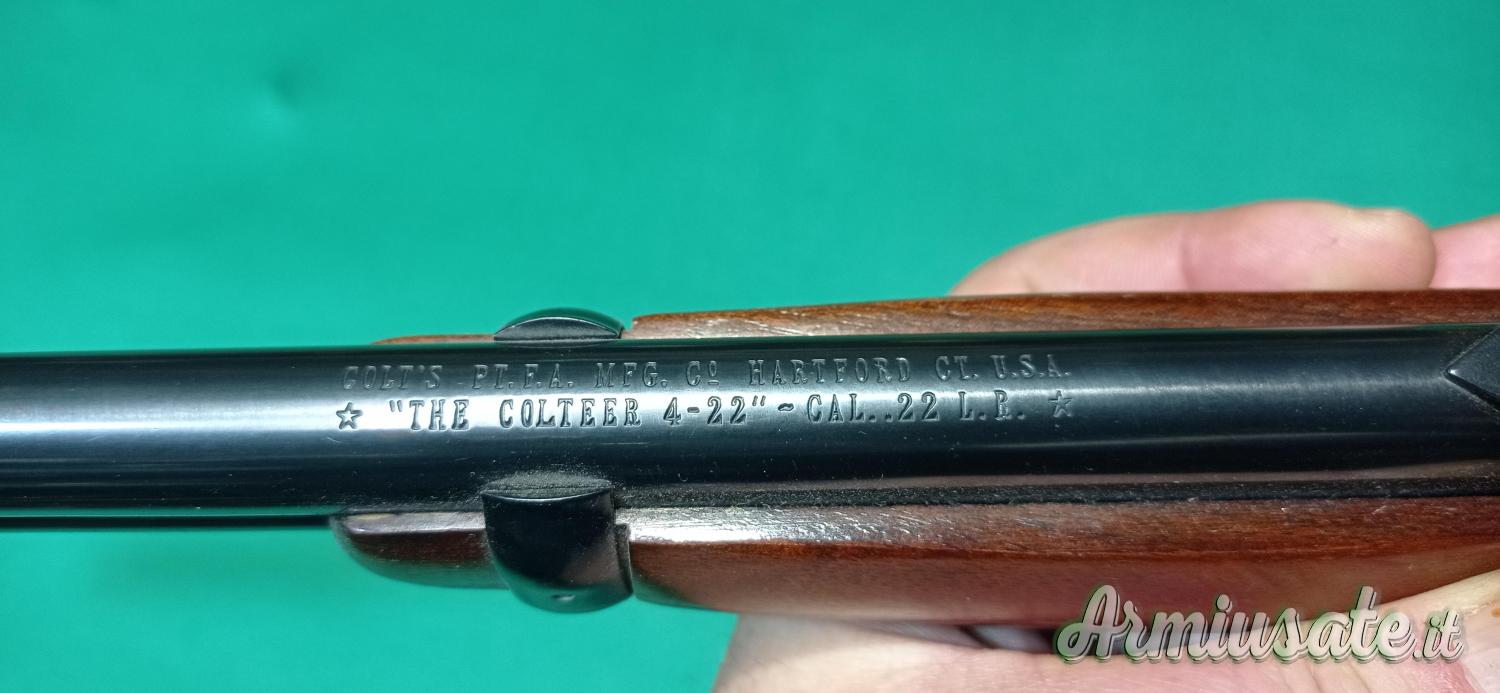 COLT'S PT.F.A. MFG. Cº HARTFORD CT. U.S.A.
☆ "THE COLTEER 4-22" ~ CAL..22 L.R. ☆
Armiusate.it